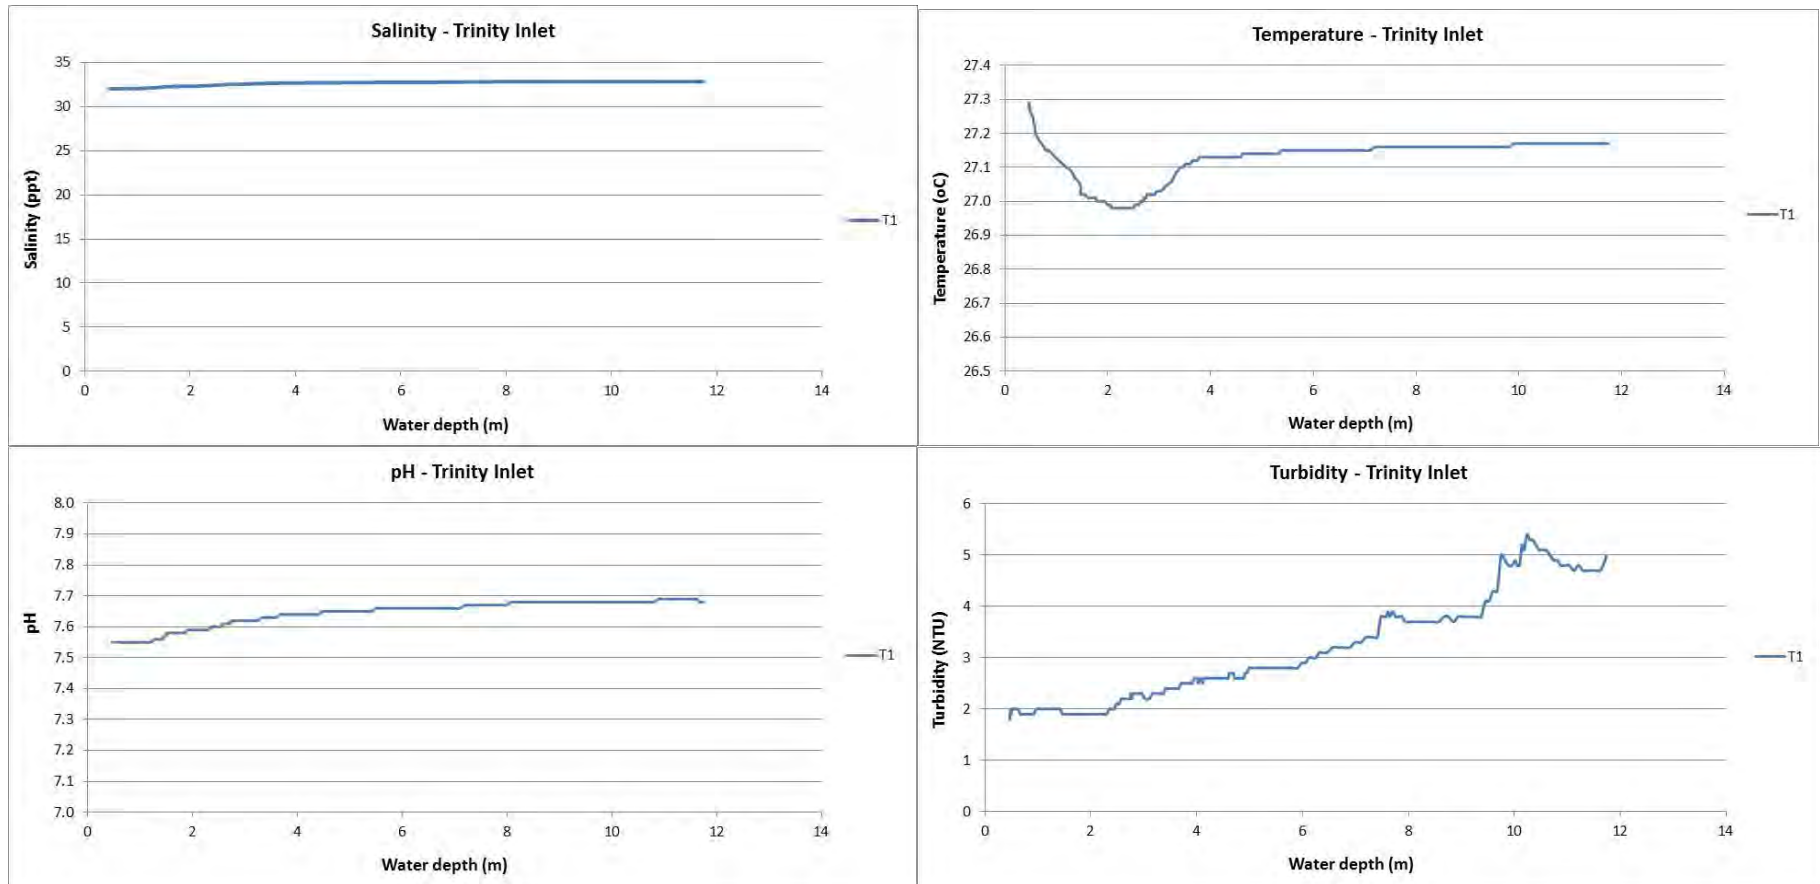 Salinity - Trinity Inlet
35
30
25
20
15
10
5
0
Salinity (ppt)
0 2 4 6 8 10 12 14
Water depth (m)
T1
Temperature - Trinity Inlet
27.4
27.3
27.2
27.1
27.0
26.9
26.8
26.7
26.6
26.5
Temperature (oC)
0 2 4 6 8 10 12 14
Water depth (m)
T1
pH - Trinity Inlet
8.0
7.9
7.8
7.7
7.6
7.5
7.4
7.3
7.2
7.1
7.0
pH
0 2 4 6 8 10 12 14
Water depth (m)
T1
Turbidity - Trinity Inlet
6
5
4
3
2
1
0
Turbidity (NTU)
0 2 4 6 8 10 12 14
Water depth (m)
T1